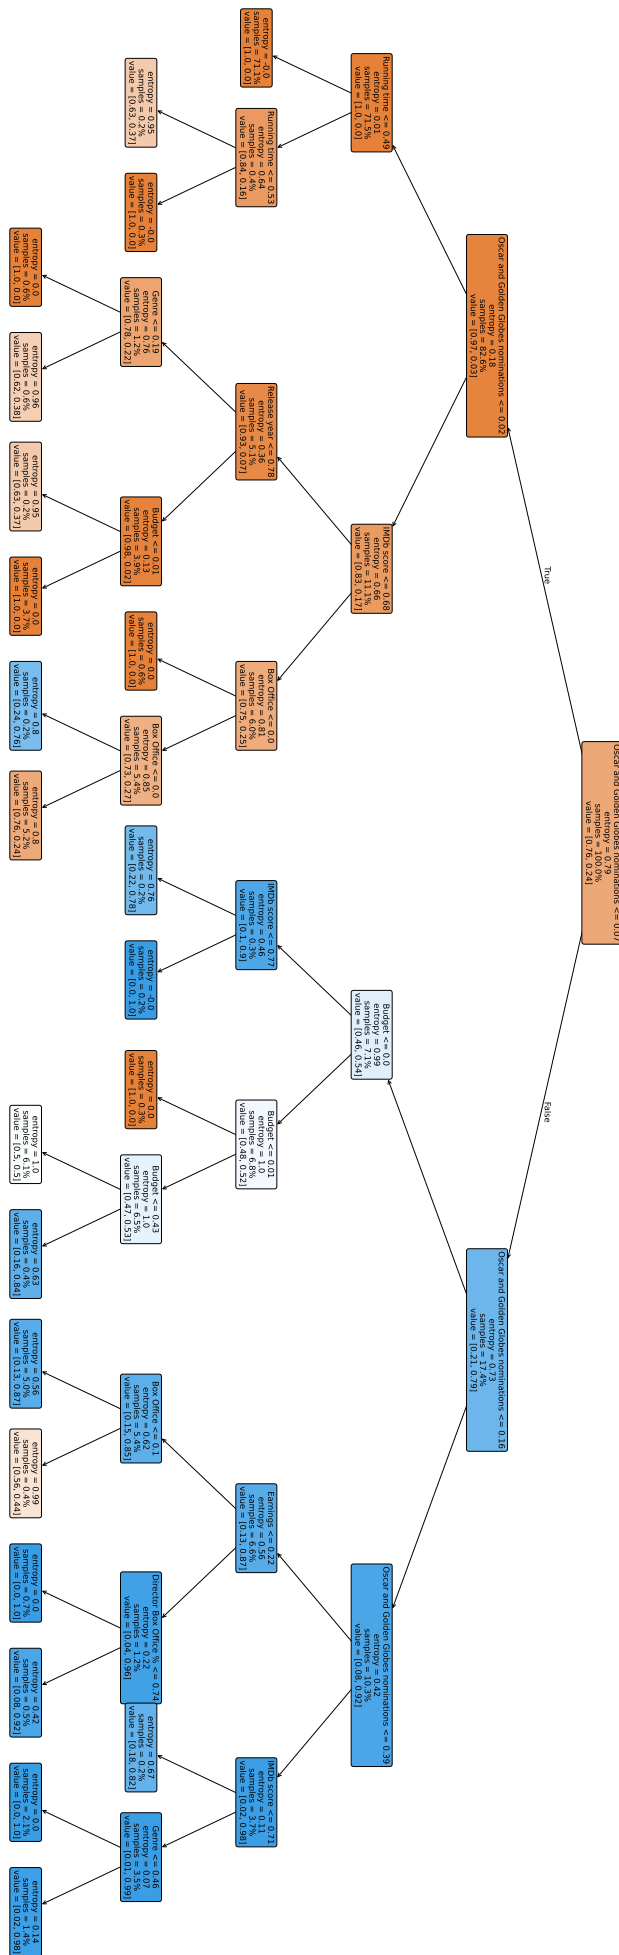 Oscar and Golden Globes nominations <= 0.07
entropy = 0.79
samples = 100.0%
value = [0.76, 0.24]
True
False
Oscar and Golden Globes nominations <= 0.02
entropy = 0.18
samples = 82.6%
value = [0.97, 0.03]
Oscar and Golden Globes nominations <= 0.16
entropy = 0.73
samples = 17.4%
value = [0.21, 0.79]
Running time <= 0.49
entropy = 0.01
samples = 71.5%
value = [1.0, 0.0]
IMDb score <= 0.68
entropy = 0.66
samples = 11.1%
value = [0.83, 0.17]
Budget <= 0.0
entropy = 0.99
samples = 7.1%
value = [0.46, 0.54]
Oscar and Golden Globes nominations <= 0.39
entropy = 0.42
samples = 10.3%
value = [0.08, 0.92]
entropy = -0.0
samples = 71.1%
value = [1.0, 0.0]
Running time <= 0.53
entropy = 0.64
samples = 0.4%
value = [0.84, 0.16]
Release year <= 0.78
entropy = 0.36
samples = 5.1%
value = [0.93, 0.07]
Box Office <= 0.0
entropy = 0.81
samples = 6.0%
value = [0.75, 0.25]
IMDb score <= 0.77
entropy = 0.46
samples = 0.3%
value = [0.1, 0.9]
Budget <= 0.01
entropy = 1.0
samples = 6.8%
value = [0.48, 0.52]
Earnings <= 0.22
entropy = 0.56
samples = 6.6%
value = [0.13, 0.87]
IMDb score <= 0.71
entropy = 0.11
samples = 3.7%
value = [0.02, 0.98]
entropy = 0.95
samples = 0.2%
value = [0.63, 0.37]
entropy = -0.0
samples = 0.3%
value = [1.0, 0.0]
Genre <= 0.19
entropy = 0.76
samples = 1.2%
value = [0.78, 0.22]
Budget <= 0.01
entropy = 0.13
samples = 3.9%
value = [0.98, 0.02]
entropy = 0.0
samples = 0.6%
value = [1.0, 0.0]
Box Office <= 0.0
entropy = 0.85
samples = 5.4%
value = [0.73, 0.27]
entropy = 0.76
samples = 0.2%
value = [0.22, 0.78]
entropy = -0.0
samples = 0.2%
value = [0.0, 1.0]
entropy = 0.0
samples = 0.3%
value = [1.0, 0.0]
Budget <= 0.43
entropy = 1.0
samples = 6.5%
value = [0.47, 0.53]
Box Office <= 0.1
entropy = 0.62
samples = 5.4%
value = [0.15, 0.85]
Director Box Office % <= 0.74
entropy = 0.22
samples = 1.2%
value = [0.04, 0.96]
entropy = 0.67
samples = 0.2%
value = [0.18, 0.82]
Genre <= 0.46
entropy = 0.07
samples = 3.5%
value = [0.01, 0.99]
entropy = 0.0
samples = 0.6%
value = [1.0, 0.0]
entropy = 0.96
samples = 0.6%
value = [0.62, 0.38]
entropy = 0.95
samples = 0.2%
value = [0.63, 0.37]
entropy = 0.0
samples = 3.7%
value = [1.0, 0.0]
entropy = 0.8
samples = 0.2%
value = [0.24, 0.76]
entropy = 0.8
samples = 5.2%
value = [0.76, 0.24]
entropy = 1.0
samples = 6.1%
value = [0.5, 0.5]
entropy = 0.63
samples = 0.4%
value = [0.16, 0.84]
entropy = 0.56
samples = 5.0%
value = [0.13, 0.87]
entropy = 0.99
samples = 0.4%
value = [0.56, 0.44]
entropy = 0.0
samples = 0.7%
value = [0.0, 1.0]
entropy = 0.42
samples = 0.5%
value = [0.08, 0.92]
entropy = 0.0
samples = 2.1%
value = [0.0, 1.0]
entropy = 0.14
samples = 1.4%
value = [0.02, 0.98]